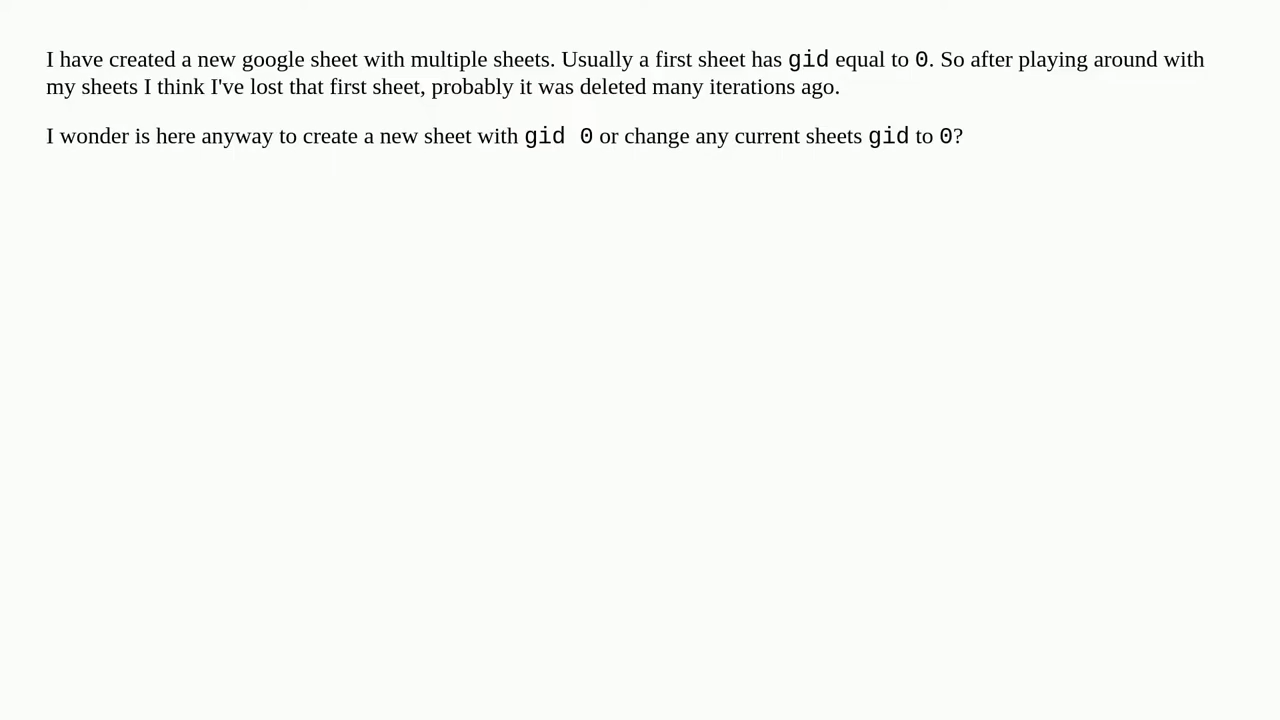 I have created a new google sheet with multiple sheets. Usually a first sheet has gid equal to 0. So after playing around with
my sheets I think I've lost that first sheet, probably it was deleted many iterations ago.
I wonder is here anyway to create a new sheet with gid 0 or change any current sheets gid to 0?